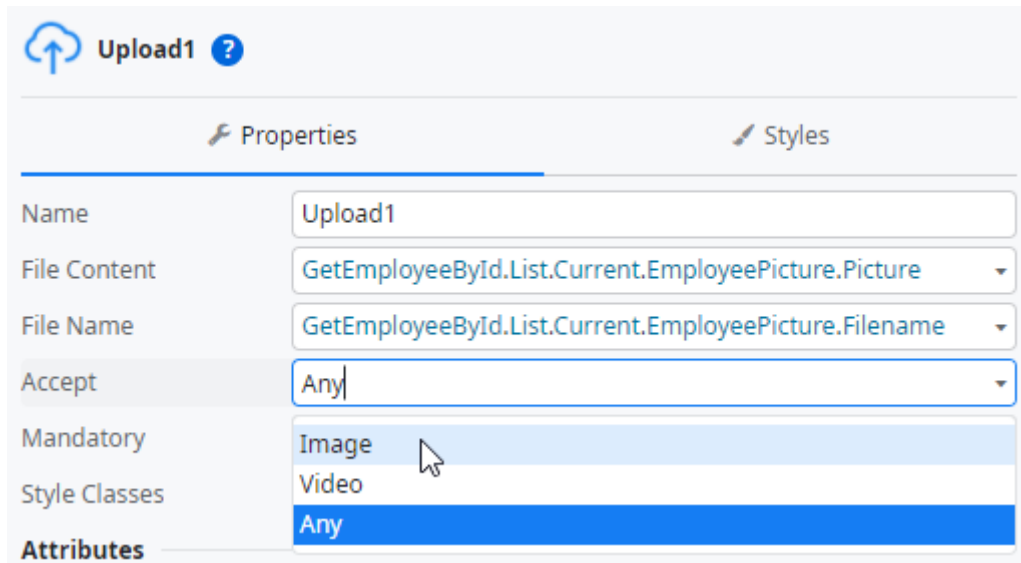 Upload1 ?
Properties Styles
Name Upload1
File Content GetEmployeeById.List.Current.EmployeePicture.Picture
File Name GetEmployeeById.List.Current.EmployeePicture.Filename
Accept Any
Mandatory
Image
Style Classes
Video
Any
Attributes